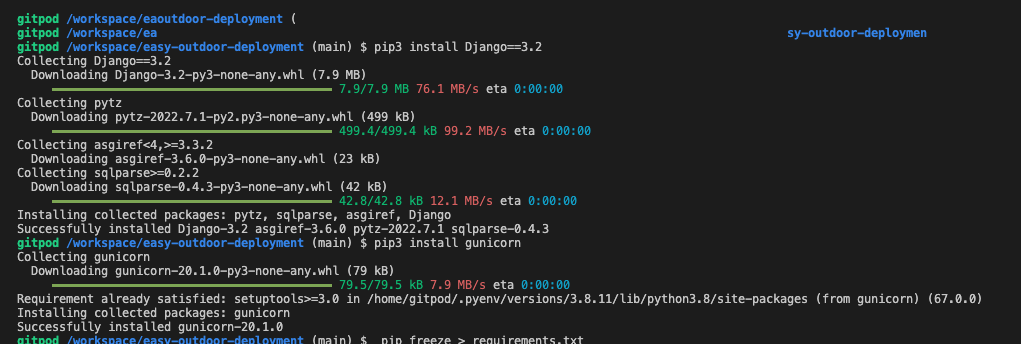 gitpod /workspace/eaoutdoor-deployment (
gitpod /workspace/ea sy-outdoor-deploymen
gitpod /workspace/easy-outdoor-deployment (main) $ pip3 install Django==3.2
Collecting Django==3.2
Downloading Django-3.2-py3-none-any.whl (7.9 MB)
7.9/7.9 MB 76.1 MB/s eta 0:00:00
Collecting pytz
Downloading pytz-2022.7.1-py2.py3-none-any.whl (499 kB)
499.4/499.4 kB 99.2 MB/s eta 0:00:00
Collecting asgiref<4,>=3.3.2
Downloading asgiref-3.6.0-py3-none-any.whl (23 kB)
Collecting sqlparse>=0.2.2
Downloading sqlparse-0.4.3-py3-none-any.whl (42 kB)
42.8/42.8 kB 12.1 MB/s eta 0:00:00
Installing collected packages: pytz, sqlparse, asgiref, Django
Successfully installed Django-3.2 asgiref-3.6.0 pytz-2022.7.1 sqlparse-0.4.3
gitpod /workspace/easy-outdoor-deployment (main) $ pip3 install gunicorn
Collecting gunicorn
Downloading gunicorn-20.1.0-py3-none-any.whl (79 kB)
79.5/79.5 kB 7.9 MB/s eta 0:00:00
Requirement already satisfied: setuptools>=3.0 in /home/gitpod/.pyenv/versions/3.8.11/lib/python3.8/site-packages (from gunicorn) (67.0.0)
Installing collected packages: gunicorn
Successfully installed gunicorn-20.1.0
gitpod /workspace/easy-outdoor-deployment (main) $ pip freeze > requirements.txt